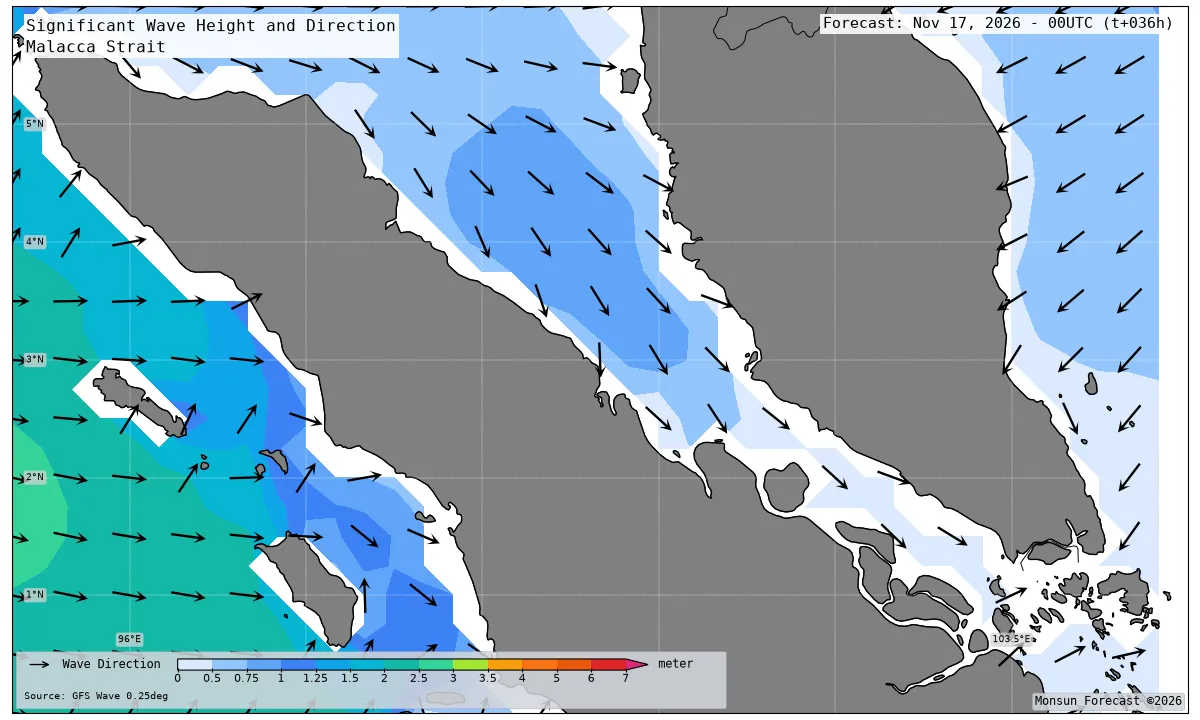 Significant Wave Height and Direction
Malacca Strait
Forecast: Nov 17, 2026 - 00UTC (t+036h)
5°N
4°N
3°N
2°N
1°N
96°E
103.5°E
Wave Direction
meter
0 0.5 0.75 1 1.25 1.5 2 2.5 3 3.5 4 5 6 7
Source: GFS Wave 0.25deg
Monsun Forecast ©2026